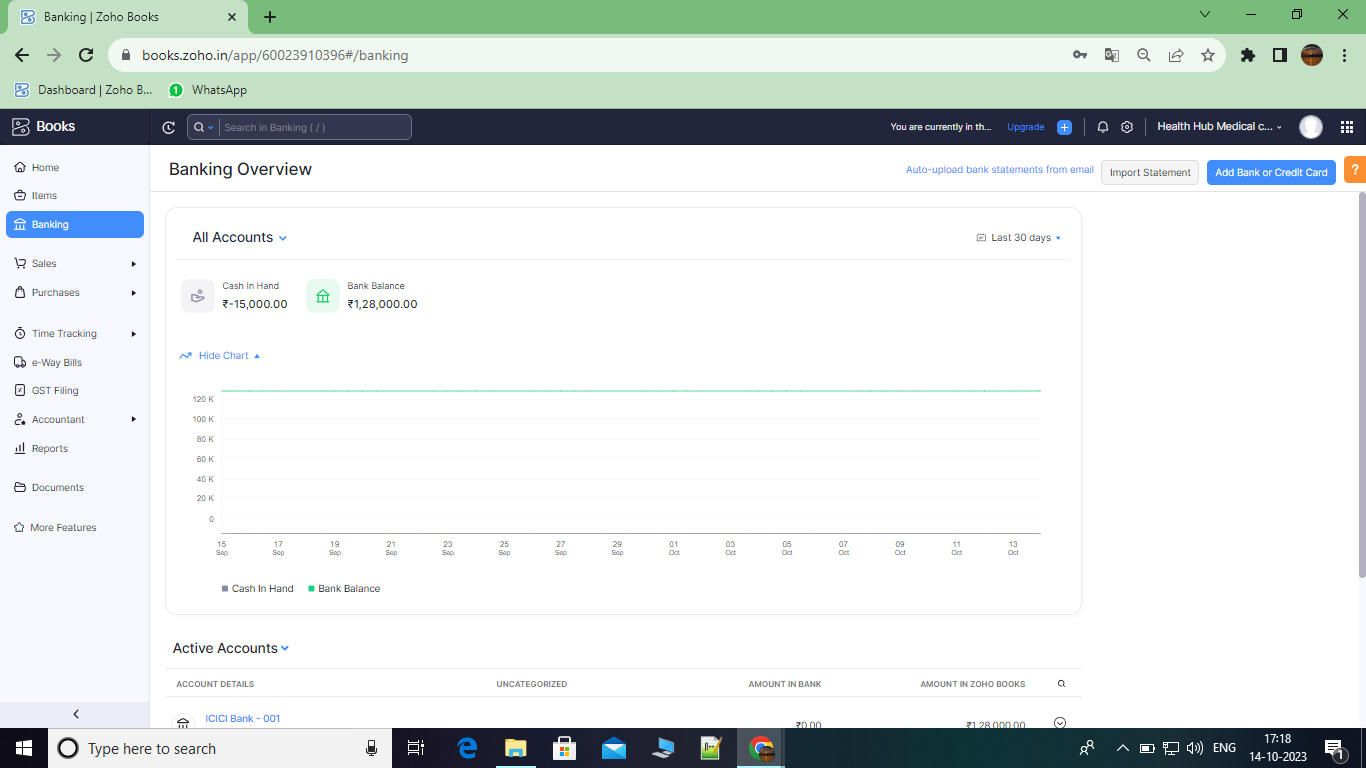 Banking | Zoho Books
books.zoho.in/app/60023910396#/banking
Dashboard | Zoho B...
1
WhatsApp
Books
Search in Banking ( / )
You are currently in th...
Upgrade
Health Hub Medical c...
Home
Items
Banking
Sales
Purchases
Time Tracking
e-Way Bills
GST Filing
Accountant
Reports
Documents
More Features
Banking Overview
Auto-upload bank statements from email
Import Statement
Add Bank or Credit Card
?
All Accounts
Last 30 days
Cash In Hand
₹-15,000.00
Bank Balance
₹1,28,000.00
Hide Chart
120 K
100 K
80 K
60 K
40 K
20 K
0
15 Sep
17 Sep
19 Sep
21 Sep
23 Sep
25 Sep
27 Sep
29 Sep
01 Oct
03 Oct
05 Oct
07 Oct
09 Oct
11 Oct
13 Oct
Cash In Hand
Bank Balance
Active Accounts
ACCOUNT DETAILS
UNCATEGORIZED
AMOUNT IN BANK
AMOUNT IN ZOHO BOOKS
ICICI Bank - 001
₹0.00
₹1,28,000.00
Type here to search
ENG
17:18
14-10-2023
1